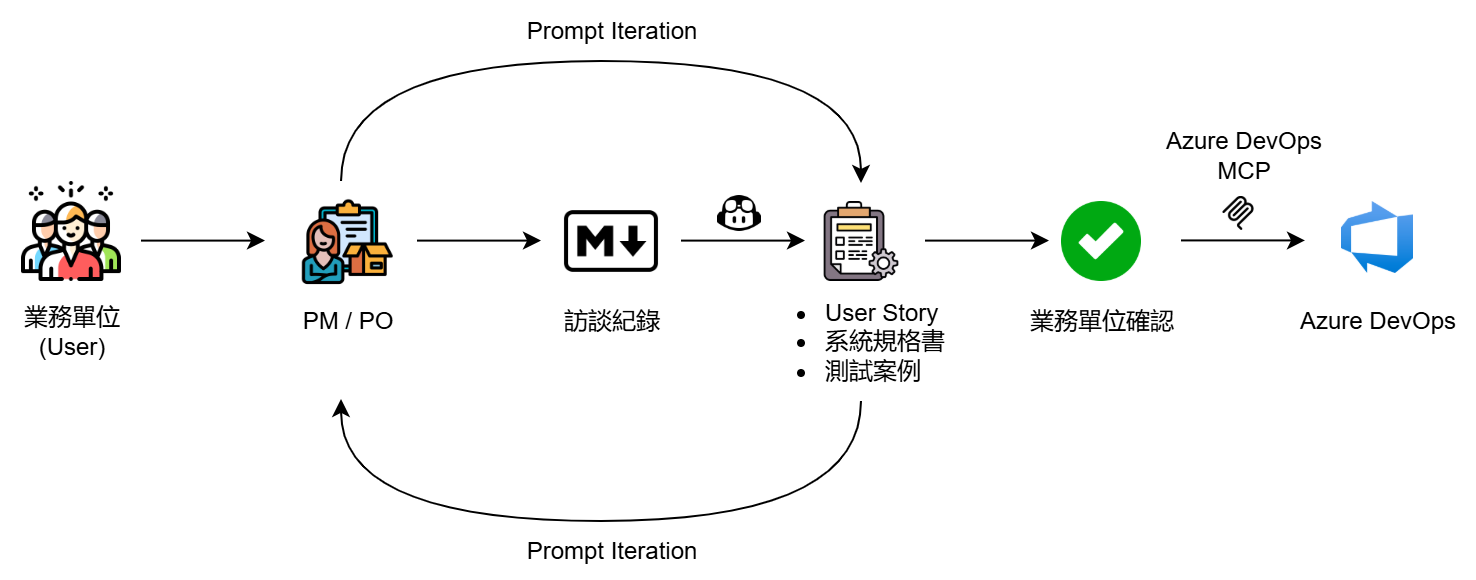 Prompt Iteration
Azure DevOps
MCP
M
業務單位
(User)
PM / PO
訪談紀錄
User Story
系統規格書
測試案例
業務單位確認
Azure DevOps
Prompt Iteration